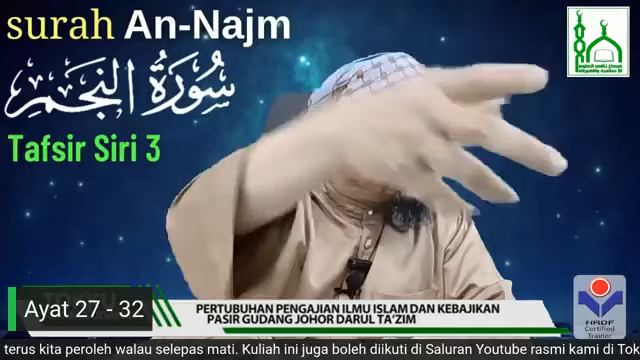 surah An-Najm
سُورَةُ النَّجْمِ
Tafsir Siri 3
Ayat 27 - 32
PERTUBUHAN PENGAJIAN ILMU ISLAM DAN KEBAJIKAN
PASIR GUDANG JOHOR DARUL TA'ZIM
HRDF
Certified
Trainer
terus kita peroleh walau selepas mati. Kuliah ini juga boleh diikuti di Saluran Youtube rasmi kami di Tok